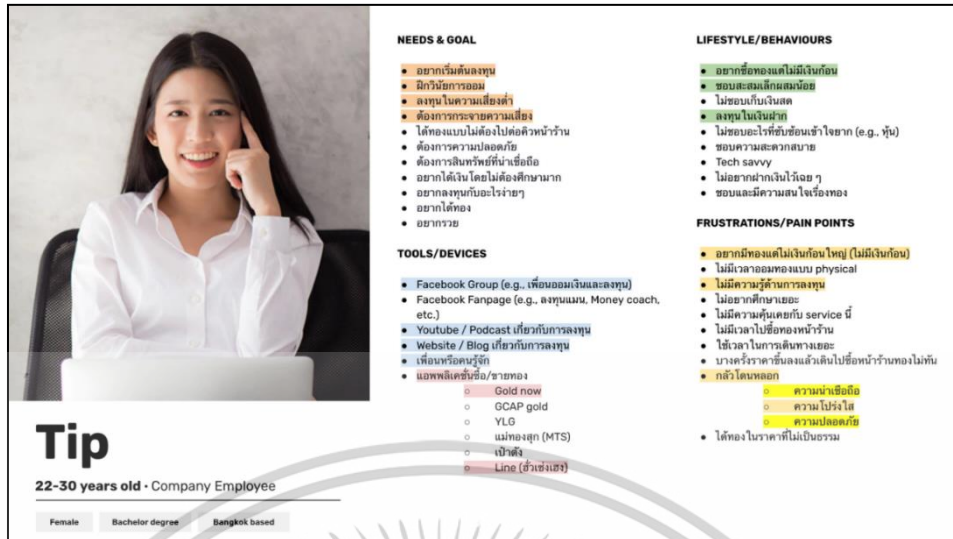 Tip
22-30 years old · Company Employee
Female
Bachelor degree
Bangkok based
NEEDS & GOAL
● อยากเริ่มต้นลงทุน
● ฝึกวินัยการออม
● ลงทุนในความเสี่ยงต่ำ
● ต้องการกระจายความเสี่ยง
● ได้ทองแบบไม่ต้องไปต่อคิวหน้าร้าน
● ต้องการความปลอดภัย
● ต้องการสินทรัพย์ที่น่าเชื่อถือ
● อยากได้เงินโดยไม่ต้องศึกษามาก
● อยากลงทุนกับอะไรง่ายๆ
● อยากได้ทอง
● อยากรวย
TOOLS/DEVICES
● Facebook Group (e.g., เพื่อนออมเงินและลงทุน)
● Facebook Fanpage (e.g., ลงทุนแมน, Money coach,
etc.)
● Youtube / Podcast เกี่ยวกับการลงทุน
● Website / Blog เกี่ยวกับการลงทุน
● เพื่อนหรือคนรู้จัก
● แอพพลิเคชั่นซื้อ/ขายทอง
○ Gold now
○ GCAP gold
○ YLG
○ แม่ทองสุก (MTS)
○ เป๋าตัง
○ Line (ฮั่วเซ่งเฮง)
LIFESTYLE/BEHAVIOURS
● อยากซื้อทองแต่ไม่มีเงินก้อน
● ชอบสะสมเล็กผสมน้อย
● ไม่ชอบเก็บเงินสด
● ลงทุนในเงินฝาก
● ไม่ชอบอะไรที่ซับซ้อนเข้าใจยาก (e.g., หุ้น)
● ชอบความสะดวกสบาย
● Tech savvy
● ไม่อยากฝากเงินไว้เฉย ๆ
● ชอบและมีความสนใจเรื่องทอง
FRUSTRATIONS/PAIN POINTS
● อยากมีทองแต่ไม่เงินก้อนใหญ่ (ไม่มีเงินก้อน)
● ไม่มีเวลาออมทองแบบ physical
● ไม่มีความรู้ด้านการลงทุน
● ไม่อยากศึกษาเยอะ
● ไม่มีความคุ้นเคยกับ service นี้
● ไม่มีเวลาไปซื้อทองหน้าร้าน
● ใช้เวลาในการเดินทางเยอะ
● บางครั้งราคาขึ้นลงแล้วเดินไปซื้อหน้าร้านทองไม่ทัน
● กลัวโดนหลอก
○ ความน่าเชื่อถือ
○ ความโปร่งใส
○ ความปลอดภัย
● ได้ทองในราคาที่ไม่เป็นธรรม